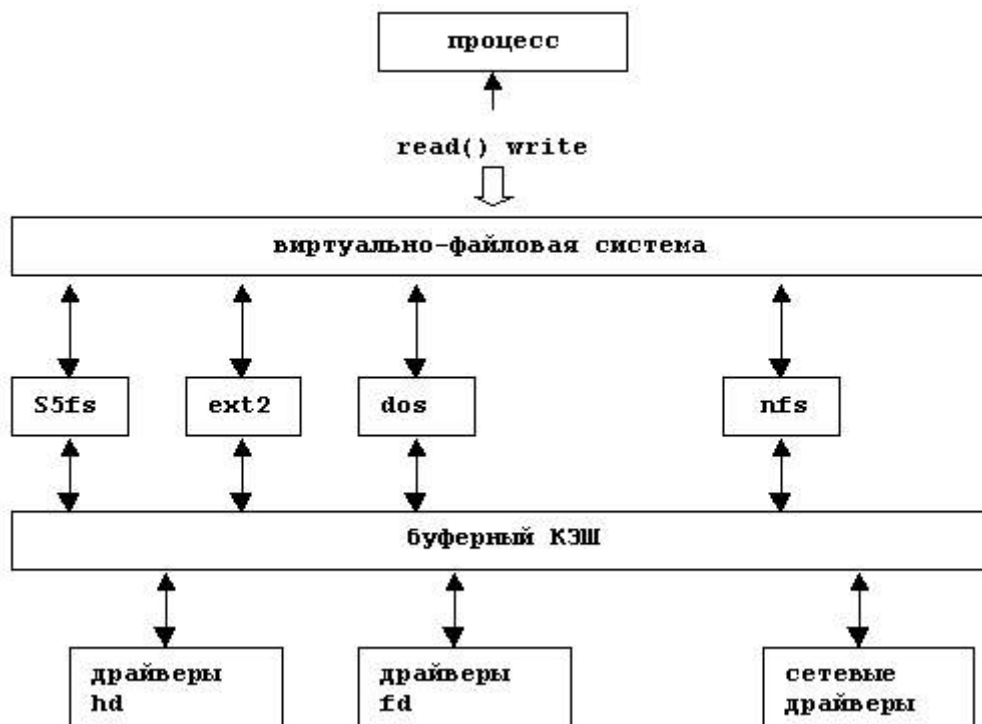 процесс
read() write
виртуально-файловая система
S5fs
ext2
dos
nfs
буферный КЭШ
драйверы
hd
драйверы
fd
сетевые
драйверы